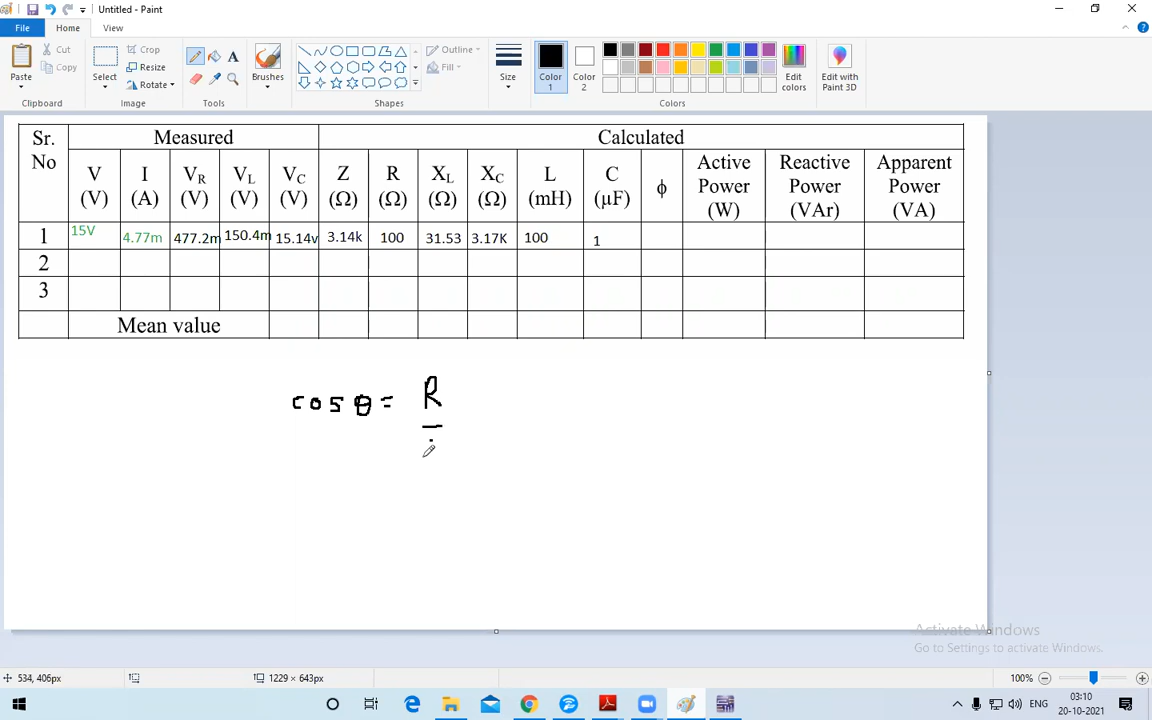 Untitled - Paint
File Home View
Cut
Copy
Paste
Clipboard
Select
Crop
Resize
Rotate
Image
A
Tools
Brushes
Outline
Fill
Shapes
Size
Color 1
Color 2
Edit colors
Colors
Edit with Paint 3D
Sr. No Measured Calculated
V (V) I (A) VR (V) VL (V) VC (V) Z (Ω) R (Ω) XL (Ω) XC (Ω) L (mH) C (µF) ϕ Active Power (W) Reactive Power (VAr) Apparent Power (VA)
1 15V 4.77m 477.2m 150.4m 15.14v 3.14k 100 31.53 3.17K 100 1
2
3
Mean value
cos θ = R
Activate Windows
Go to Settings to activate Windows.
534, 406px 1229 × 643px 100%
ENG 03:10
20-10-2021